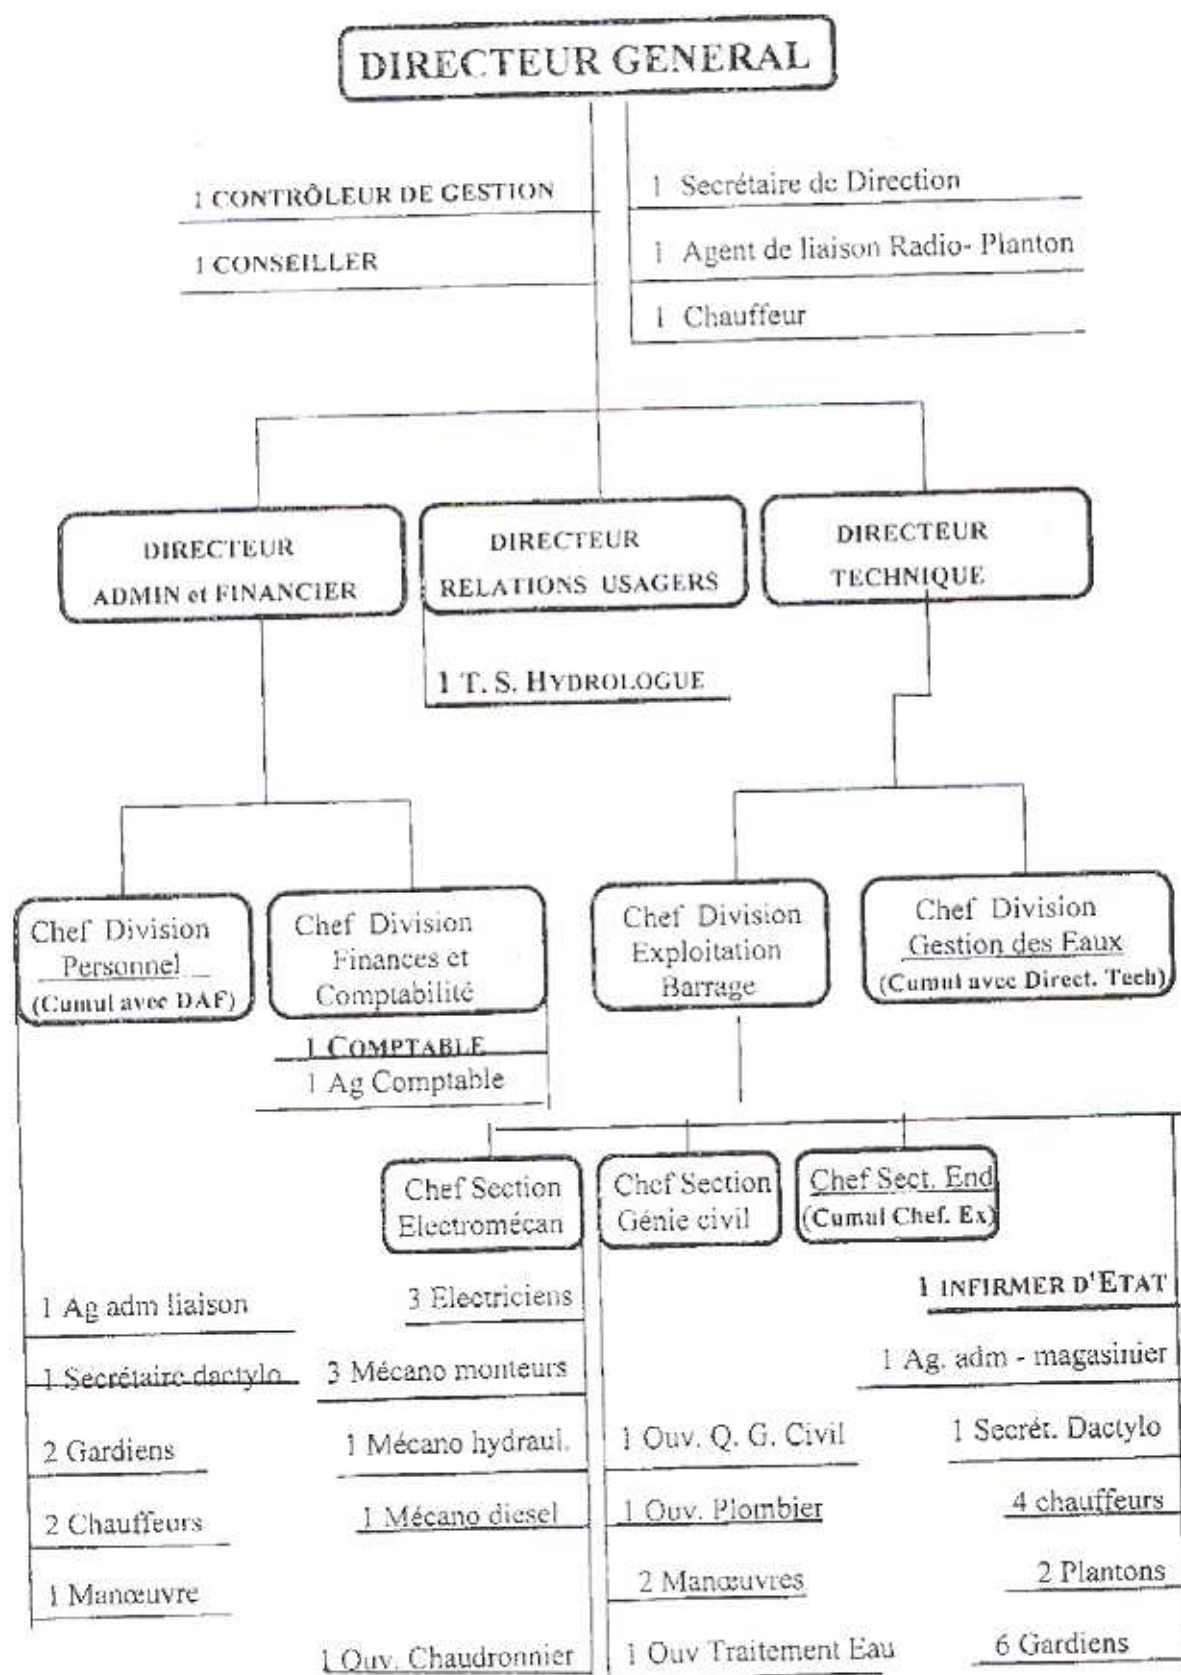 DIRECTEUR GENERAL
1 CONTRÔLEUR DE GESTION
1 CONSEILLER
1 Secrétaire de Direction
1 Agent de liaison Radio- Planton
1 Chauffeur
DIRECTEUR
ADMIN et FINANCIER
DIRECTEUR
RELATIONS USAGERS
DIRECTEUR
TECHNIQUE
1 T. S. HYDROLOGUE
Chef Division
Personnel
(Cumul avec DAF)
Chef Division
Finances et
Comptabilité
Chef Division
Exploitation
Barrage
Chef Division
Gestion des Eaux
(Cumul avec Direct. Tech)
1 COMPTABLE
1 Ag Comptable
Chef Section
Electromécan
Chef Section
Génie civil
Chef Sect. End
(Cumul Chef. Ex)
1 Ag adm liaison
1 Secrétaire dactylo
2 Gardiens
2 Chauffeurs
1 Manœuvre
3 Electriciens
3 Mécano monteurs
1 Mécano hydraul.
1 Mécano diesel
1 Ouv. Chaudronnier
1 Ouv. Q. G. Civil
1 Ouv. Plombier
2 Manœuvres
1 Ouv Traitement Eau
1 INFIRMER D'ETAT
1 Ag. adm - magasinier
1 Secrét. Dactylo
4 chauffeurs
2 Plantons
6 Gardiens